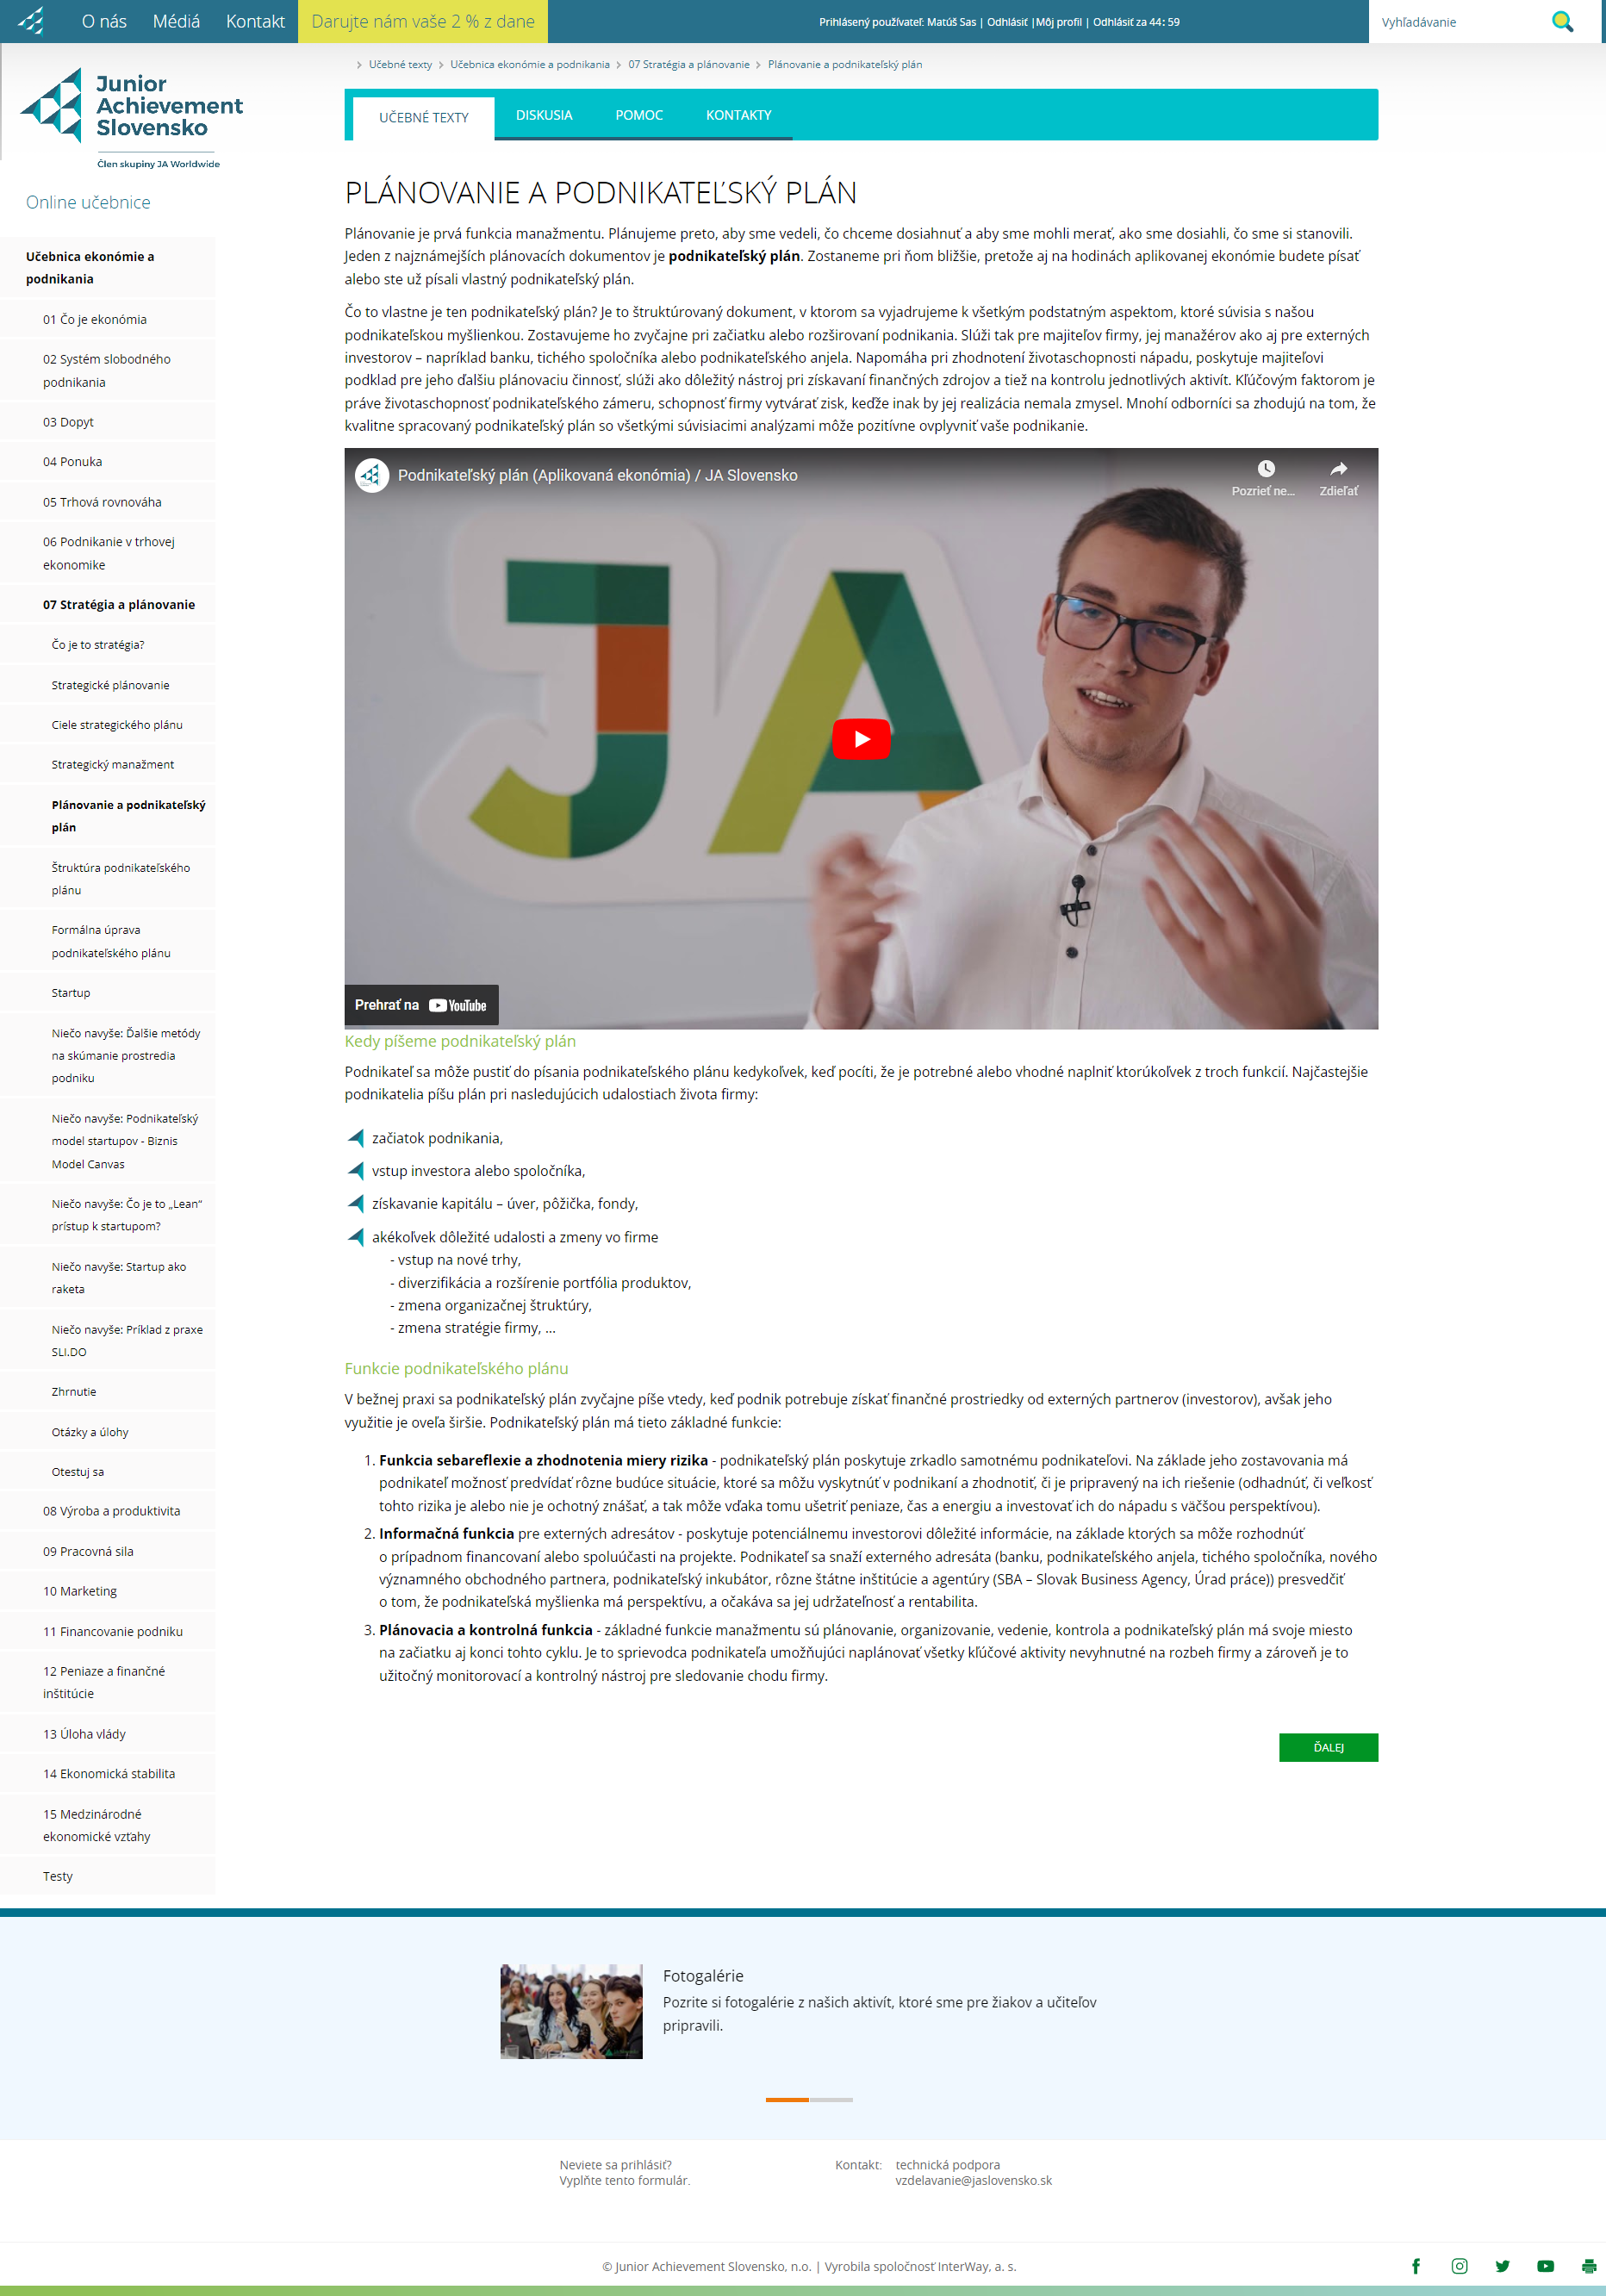 O nás
Médiá
Kontakt
Darujte nám vaše 2 % z dane
Prihlásený používateľ: Matúš Sas | Odhlásiť |Môj profil | Odhlásiť za 44: 59
Vyhľadávanie
Junior
Achievement
Slovensko
Člen skupiny JA Worldwide
Učebné texty
Učebnica ekonómie a podnikania
07 Stratégia a plánovanie
Plánovanie a podnikateľský plán
UČEBNÉ TEXTY
DISKUSIA
POMOC
KONTAKTY
Online učebnice
Učebnica ekonómie a
podnikania
01 Čo je ekonómia
02 Systém slobodného
podnikania
03 Dopyt
04 Ponuka
05 Trhová rovnováha
06 Podnikanie v trhovej
ekonomike
07 Stratégia a plánovanie
Čo je to stratégia?
Strategické plánovanie
Ciele strategického plánu
Strategický manažment
Plánovanie a podnikateľský
plán
Štruktúra podnikateľského
plánu
Formálna úprava
podnikateľského plánu
Startup
Niečo navyše: Ďalšie metódy
na skúmanie prostredia
podniku
Niečo navyše: Podnikateľský
model startupov - Biznis
Model Canvas
Niečo navyše: Čo je to „Lean“
prístup k startupom?
Niečo navyše: Startup ako
raketa
Niečo navyše: Príklad z praxe
SLI.DO
Zhrnutie
Otázky a úlohy
Otestuj sa
08 Výroba a produktivita
09 Pracovná sila
10 Marketing
11 Financovanie podniku
12 Peniaze a finančné
inštitúcie
13 Úloha vlády
14 Ekonomická stabilita
15 Medzinárodné
ekonomické vzťahy
Testy
PLÁNOVANIE A PODNIKATEĽSKÝ PLÁN
Plánovanie je prvá funkcia manažmentu. Plánujeme preto, aby sme vedeli, čo chceme dosiahnuť a aby sme mohli merať, ako sme dosiahli, čo sme si stanovili.
Jeden z najznámejších plánovacích dokumentov je podnikateľský plán. Zostaneme pri ňom bližšie, pretože aj na hodinách aplikovanej ekonómie budete písať
alebo ste už písali vlastný podnikateľský plán.
Čo to vlastne je ten podnikateľský plán? Je to štruktúrovaný dokument, v ktorom sa vyjadrujeme k všetkým podstatným aspektom, ktoré súvisia s našou
podnikateľskou myšlienkou. Zostavujeme ho zvyčajne pri začiatku alebo rozširovaní podnikania. Slúži tak pre majiteľov firmy, jej manažérov ako aj pre externých
investorov – napríklad banku, tichého spoločníka alebo podnikateľského anjela. Napomáha pri zhodnotení životaschopnosti nápadu, poskytuje majiteľovi
podklad pre jeho ďalšiu plánovaciu činnosť, slúži ako dôležitý nástroj pri získavaní finančných zdrojov a tiež na kontrolu jednotlivých aktivít. Kľúčovým faktorom je
práve životaschopnosť podnikateľského zámeru, schopnosť firmy vytvárať zisk, keďže inak by jej realizácia nemala zmysel. Mnohí odborníci sa zhodujú na tom, že
kvalitne spracovaný podnikateľský plán so všetkými súvisiacimi analýzami môže pozitívne ovplyvniť vaše podnikanie.
Podnikateľský plán (Aplikovaná ekonómia) / JA Slovensko
Pozrieť ne...
Zdieľať
JA
Prehrať na YouTube
Kedy píšeme podnikateľský plán
Podnikateľ sa môže pustiť do písania podnikateľského plánu kedykoľvek, keď pocíti, že je potrebné alebo vhodné naplniť ktorúkoľvek z troch funkcií. Najčastejšie
podnikatelia píšu plán pri nasledujúcich udalostiach života firmy:
začiatok podnikania,
vstup investora alebo spoločníka,
získavanie kapitálu – úver, pôžička, fondy,
akékoľvek dôležité udalosti a zmeny vo firme
- vstup na nové trhy,
- diverzifikácia a rozšírenie portfólia produktov,
- zmena organizačnej štruktúry,
- zmena stratégie firmy, ...
Funkcie podnikateľského plánu
V bežnej praxi sa podnikateľský plán zvyčajne píše vtedy, keď podnik potrebuje získať finančné prostriedky od externých partnerov (investorov), avšak jeho
využitie je oveľa širšie. Podnikateľský plán má tieto základné funkcie:
1. Funkcia sebareflexie a zhodnotenia miery rizika - podnikateľský plán poskytuje zrkadlo samotnému podnikateľovi. Na základe jeho zostavovania má
podnikateľ možnosť predvídať rôzne budúce situácie, ktoré sa môžu vyskytnúť v podnikaní a zhodnotiť, či je pripravený na ich riešenie (odhadnúť, či veľkosť
tohto rizika je alebo nie je ochotný znášať, a tak môže vďaka tomu ušetriť peniaze, čas a energiu a investovať ich do nápadu s väčšou perspektívou).
2. Informačná funkcia pre externých adresátov - poskytuje potenciálnemu investorovi dôležité informácie, na základe ktorých sa môže rozhodnúť
o prípadnom financovaní alebo spoluúčasti na projekte. Podnikateľ sa snaží externého adresáta (banku, podnikateľského anjela, tichého spoločníka, nového
významného obchodného partnera, podnikateľský inkubátor, rôzne štátne inštitúcie a agentúry (SBA – Slovak Business Agency, Úrad práce)) presvedčiť
o tom, že podnikateľská myšlienka má perspektívu, a očakáva sa jej udržateľnosť a rentabilita.
3. Plánovacia a kontrolná funkcia - základné funkcie manažmentu sú plánovanie, organizovanie, vedenie, kontrola a podnikateľský plán má svoje miesto
na začiatku aj konci tohto cyklu. Je to sprievodca podnikateľa umožňujúci naplánovať všetky kľúčové aktivity nevyhnutné na rozbeh firmy a zároveň je to
užitočný monitorovací a kontrolný nástroj pre sledovanie chodu firmy.
ĎALEJ
Fotogalérie
Pozrite si fotogalérie z našich aktivít, ktoré sme pre žiakov a učiteľov
pripravili.
Neviete sa prihlásiť?
Vyplňte tento formulár.
Kontakt: technická podpora
vzdelavanie@jaslovensko.sk
© Junior Achievement Slovensko, n.o. | Vyrobila spoločnosť InterWay, a. s.